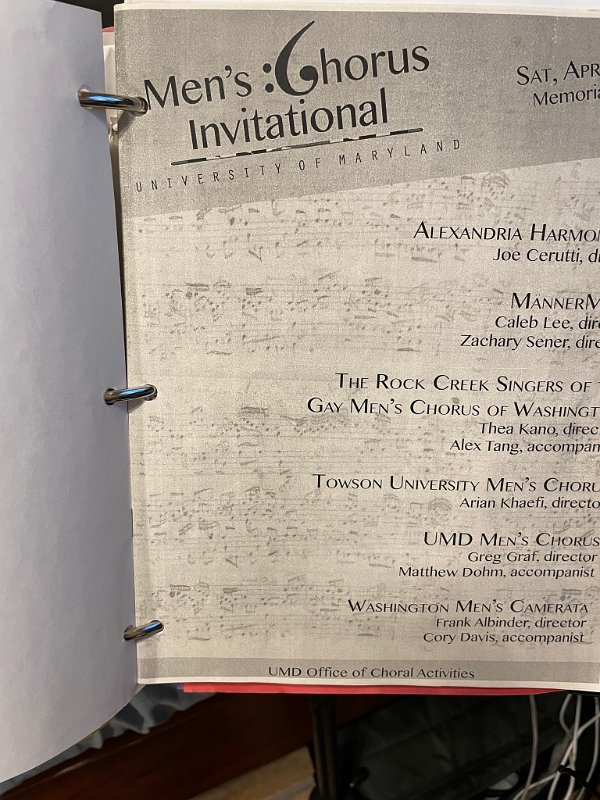 Men's Chorus
Invitational
UNIVERSITY OF MARYLAND
SAT, APR
Memoria
ALEXANDRIA HARMON
Joe Cerutti, di
MANNERM
Caleb Lee, dire
Zachary Sener, dire
THE ROCK CREEK SINGERS OF T
GAY MEN'S CHORUS OF WASHINGT
Thea Kano, direc
Alex Tang, accompan
TOWSON UNIVERSITY MEN'S CHORU
Arian Khaefi, directo
UMD MEN'S CHORUS
Greg Graf, director
Matthew Dohm, accompanist
WASHINGTON MEN'S CAMERATA
Frank Albinder, director
Cory Davis, accompanist
UMD Office of Choral Activities